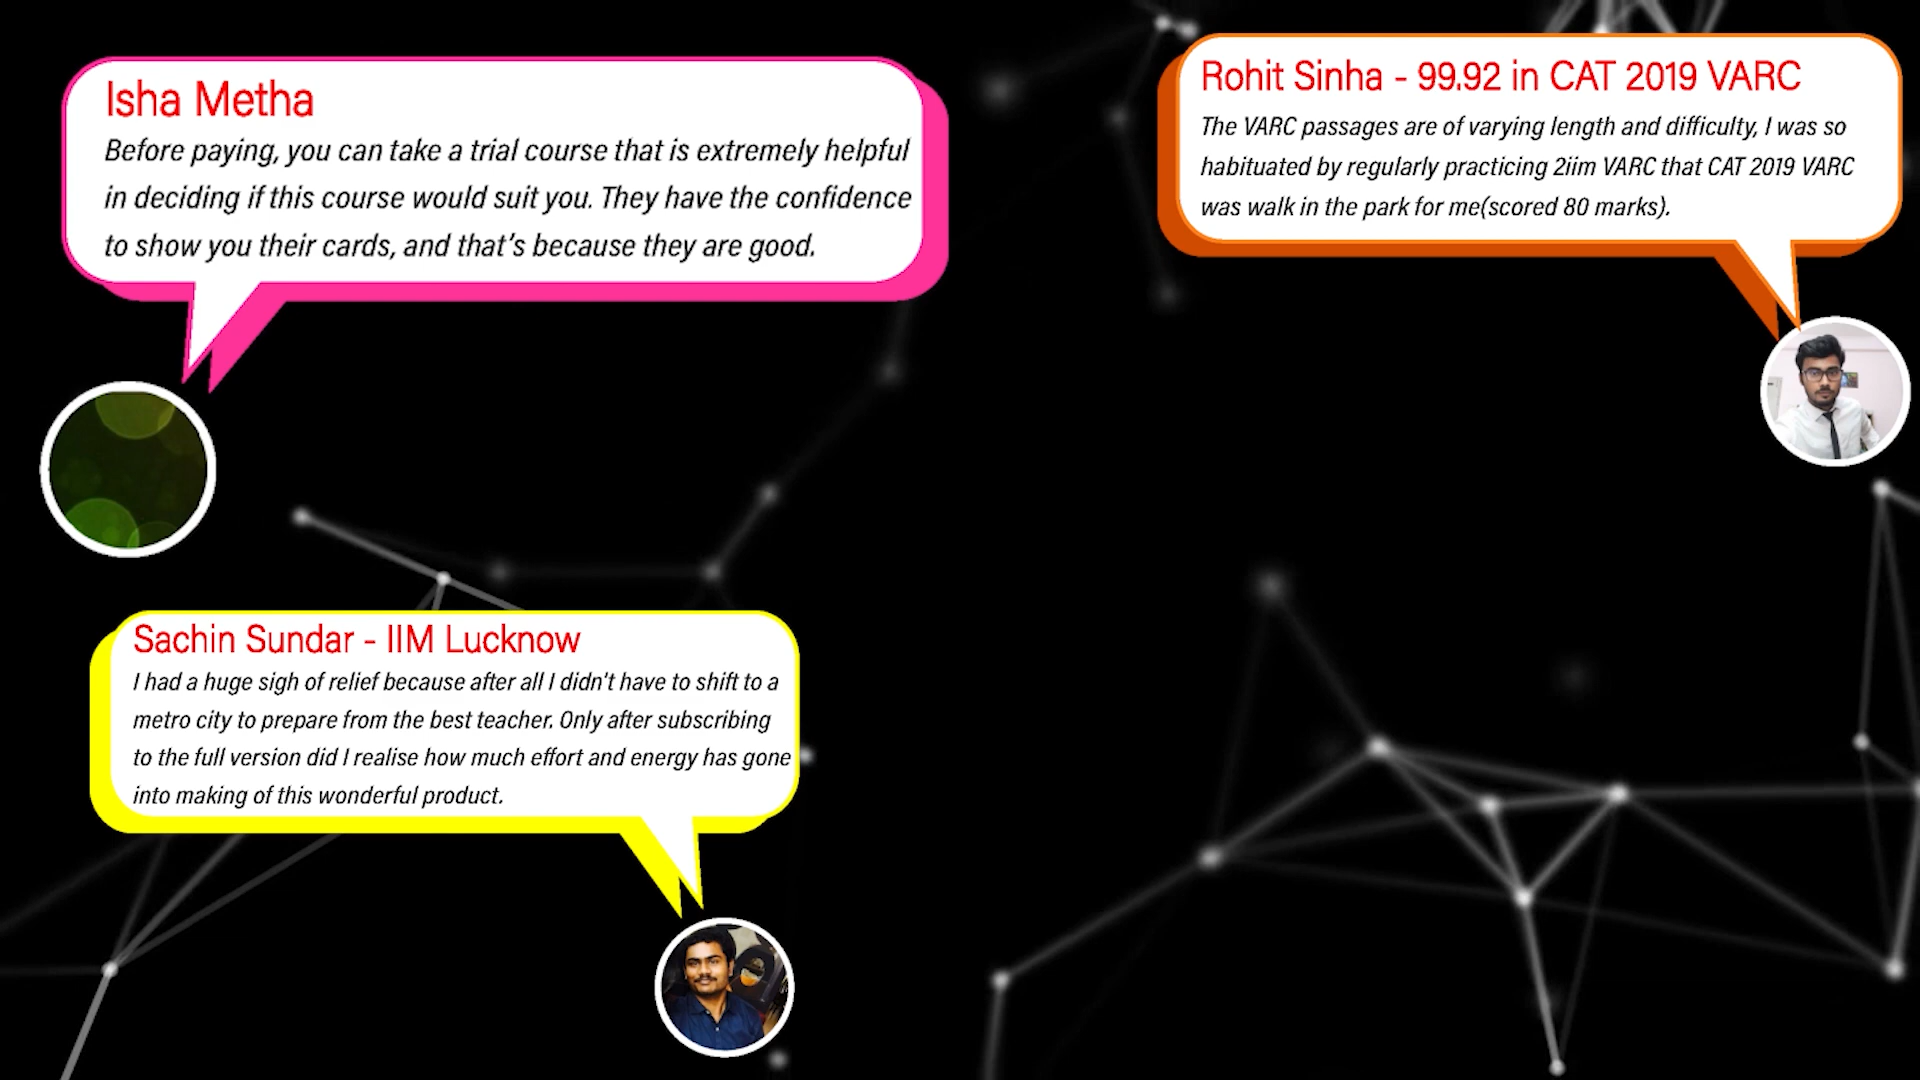 Isha Metha
Before paying, you can take a trial course that is extremely helpful
in deciding if this course would suit you. They have the confidence
to show you their cards, and that's because they are good.
Rohit Sinha - 99.92 in CAT 2019 VARC
The VARC passages are of varying length and difficulty, I was so
habituated by regularly practicing 2iim VARC that CAT 2019 VARC
was walk in the park for me(scored 80 marks).
Sachin Sundar - IIM Lucknow
I had a huge sigh of relief because after all I didn't have to shift to a
metro city to prepare from the best teacher. Only after subscribing
to the full version did I realise how much effort and energy has gone
into making of this wonderful product.